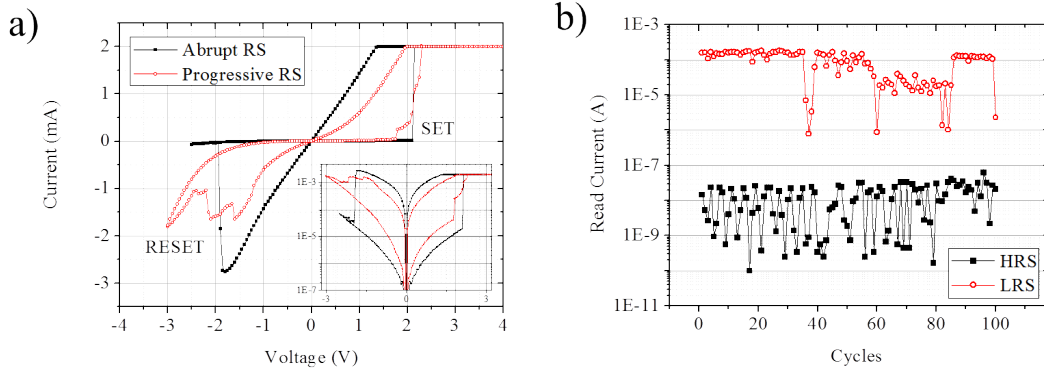 a)
Current (mA)
2
1
0
-1
-2
-3
Abrupt RS
Progressive RS
SET
RESET
1E-3
1E-5
1E-7
-3 0 3
-4 -3 -2 -1 0 1 2 3 4
Voltage (V)
b)
Read Current (A)
1E-3
1E-5
1E-7
1E-9
1E-11
HRS
LRS
0 20 40 60 80 100
Cycles